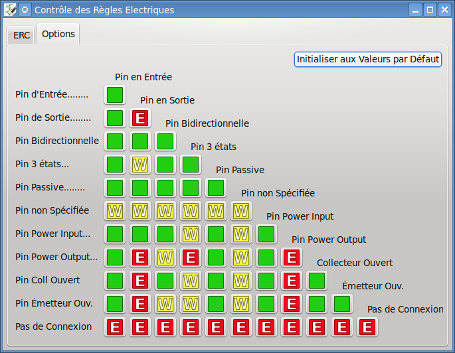 Contrôle des Règles Electriques
ERC Options
Initialiser aux Valeurs par Défaut
Pin en Entrée
Pin d'Entrée........ Pin en Sortie
Pin de Sortie....... E Pin Bidirectionnelle
Pin Bidirectionnelle Pin 3 états
Pin 3 états... W Pin Passive
Pin Passive........ Pin non Spécifiée
Pin non Spécifiée W W W W W W Pin Power Input
Pin Power Input... W W Pin Power Output
Pin Power Output... E W E W E Collecteur Ouvert
Pin Coll Ouvert E W W E Émetteur Ouv.
Pin Emetteur Ouv. E W W W E Pas de Connexion
Pas de Connexion E E E E E E E E E E E